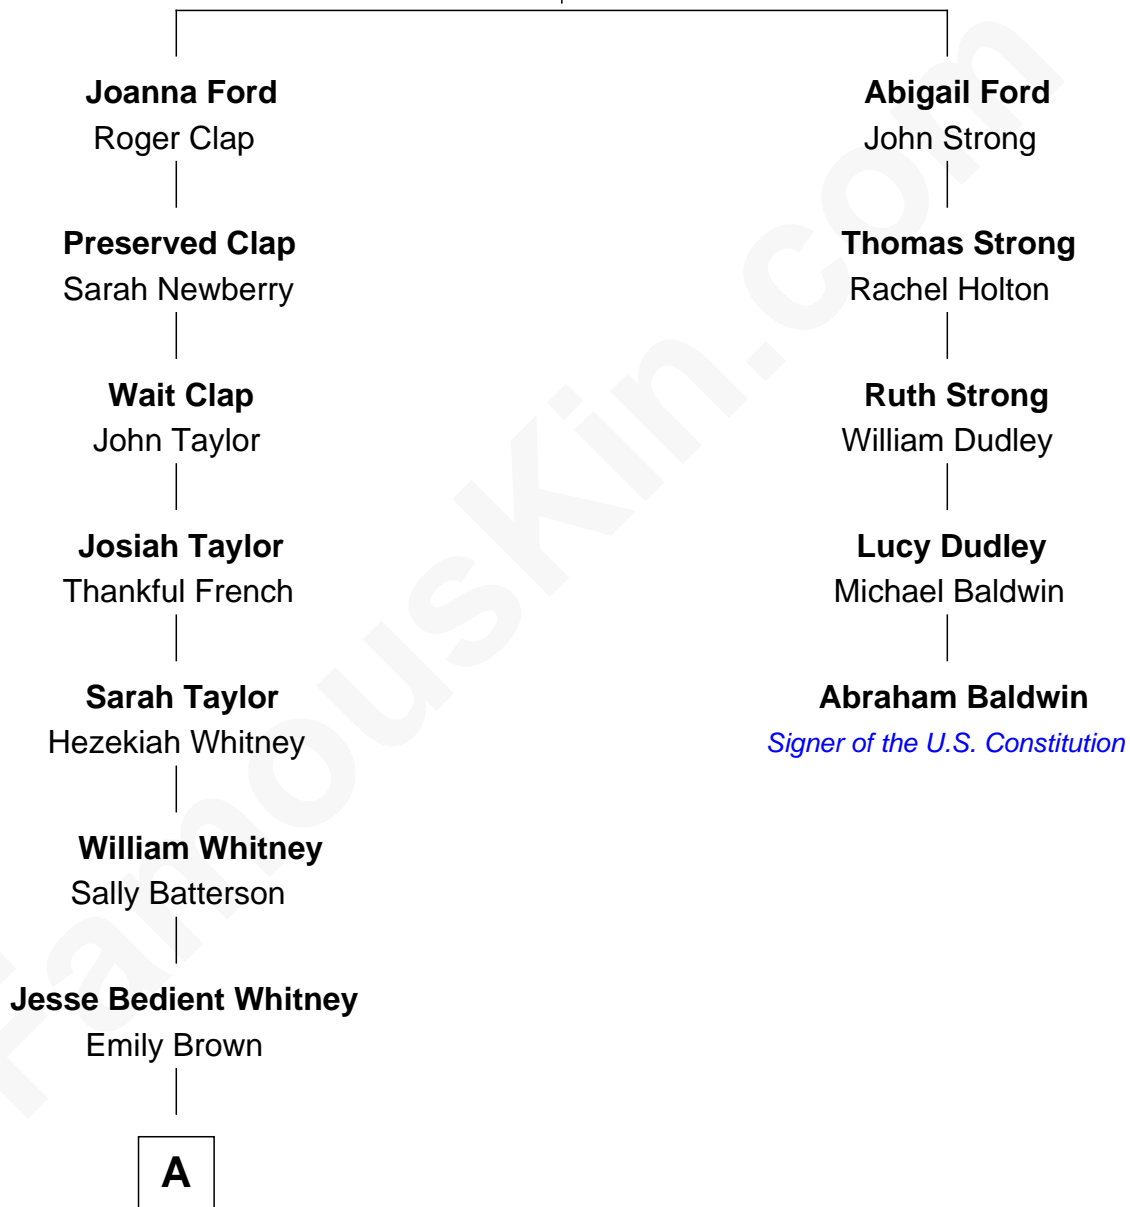 Joanna Ford
Roger Clap
Preserved Clap
Sarah Newberry
Wait Clap
John Taylor
Josiah Taylor
Thankful French
Sarah Taylor
Hezekiah Whitney
William Whitney
Sally Batterson
Jesse Bedient Whitney
Emily Brown
A
Abigail Ford
John Strong
Thomas Strong
Rachel Holton
Ruth Strong
William Dudley
Lucy Dudley
Michael Baldwin
Abraham Baldwin
Signer of the U.S. Constitution
FamousKin.com